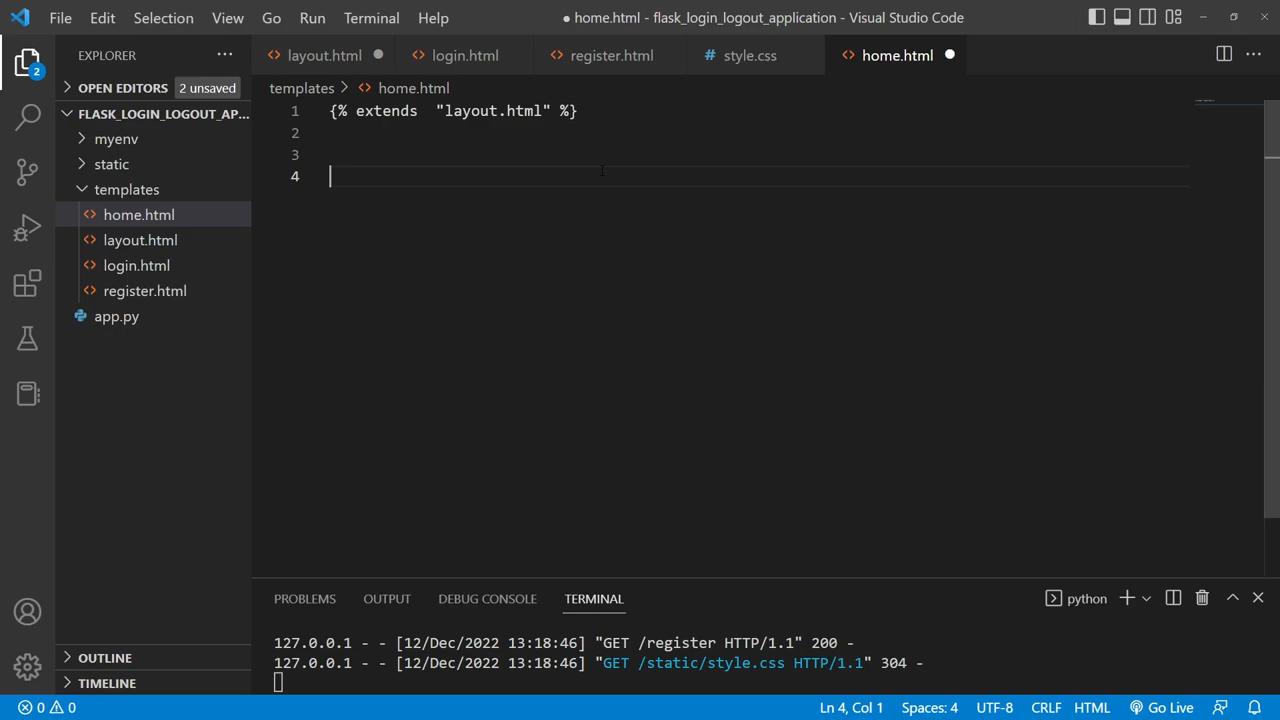 File Edit Selection View Go Run Terminal Help ● home.html - flask_login_logout_application - Visual Studio Code
EXPLORER ···
layout.html ● login.html register.html # style.css home.html ●
OPEN EDITORS 2 unsaved
templates > home.html
FLASK_LOGIN_LOGOUT_AP...
myenv
static
templates
home.html
layout.html
login.html
register.html
app.py
2
1 {% extends "layout.html" %}
2
3
4
PROBLEMS OUTPUT DEBUG CONSOLE TERMINAL python
127.0.0.1 - - [12/Dec/2022 13:18:46] "GET /register HTTP/1.1" 200 -
127.0.0.1 - - [12/Dec/2022 13:18:46] "GET /static/style.css HTTP/1.1" 304 -
OUTLINE
TIMELINE
0 0 Ln 4, Col 1 Spaces: 4 UTF-8 CRLF HTML Go Live